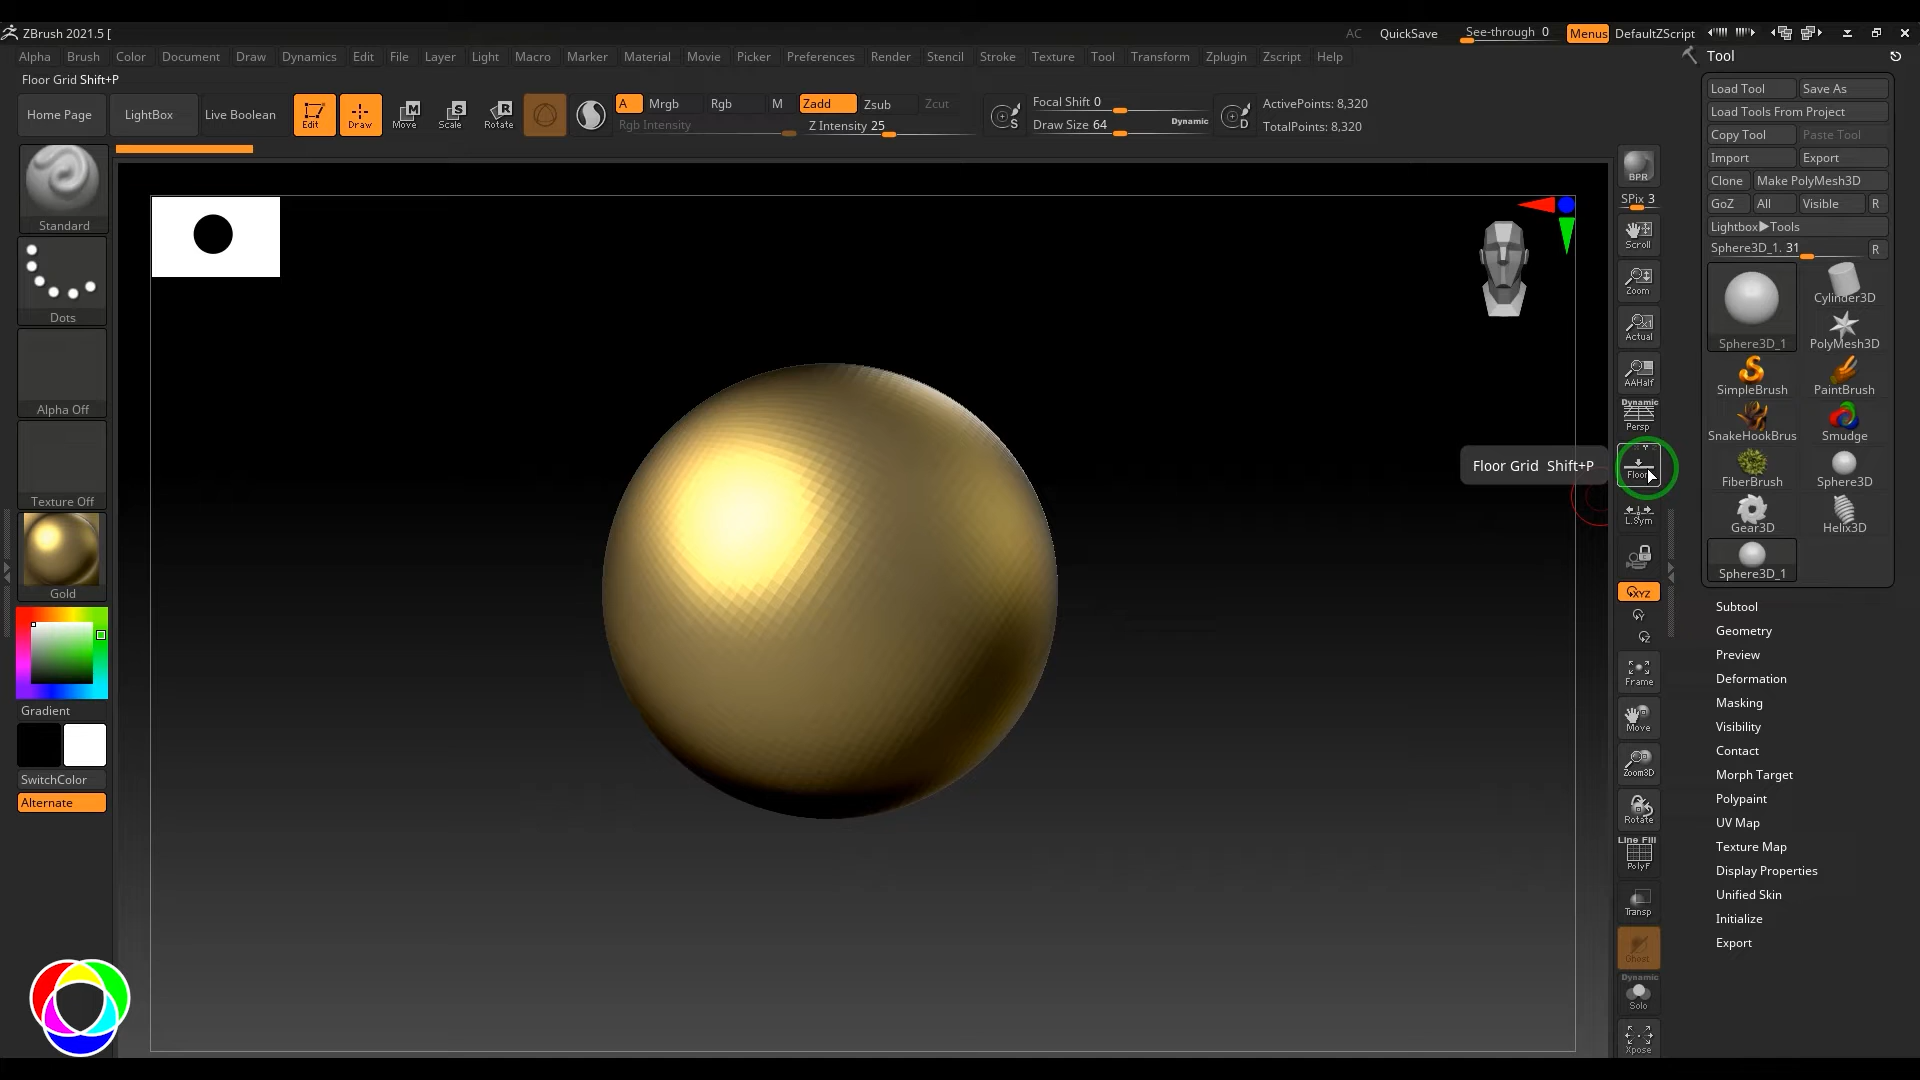 ZBrush 2021.5 [
AC QuickSave See-through 0 Menus DefaultZScript
Alpha Brush Color Document Draw Dynamics Edit File Layer Light Macro Marker Material Movie Picker Preferences Render Stencil Stroke Texture Tool Transform Zplugin Zscript Help
Floor Grid Shift+P
Home Page LightBox Live Boolean Edit Draw Move Scale Rotate
A Mrgb Rgb M Zadd Zsub Zcut
Rgb Intensity Z Intensity 25
Focal Shift 0
Draw Size 64 Dynamic
ActivePoints: 8,320
TotalPoints: 8,320
Standard
Dots
Alpha Off
Texture Off
Gold
Gradient
SwitchColor
Alternate
Floor Grid Shift+P
BPR
SPix 3
Scroll
Zoom
Actual
AAHalf
Dynamic
Persp
Floor
L.Sym
XYZ
Y
Z
Frame
Move
Zoom3D
Rotate
Line Fill
PolyF
Transp
Ghost
Dynamic
Solo
Xpose
Tool
Load Tool Save As
Load Tools From Project
Copy Tool Paste Tool
Import Export
Clone Make PolyMesh3D
GoZ All Visible R
Lightbox▶Tools
Sphere3D_1. 31 R
Sphere3D_1 Cylinder3D
PolyMesh3D
SimpleBrush PaintBrush
SnakeHookBrus Smudge
FiberBrush Sphere3D
Gear3D Helix3D
Sphere3D_1
Subtool
Geometry
Preview
Deformation
Masking
Visibility
Contact
Morph Target
Polypaint
UV Map
Texture Map
Display Properties
Unified Skin
Initialize
Export